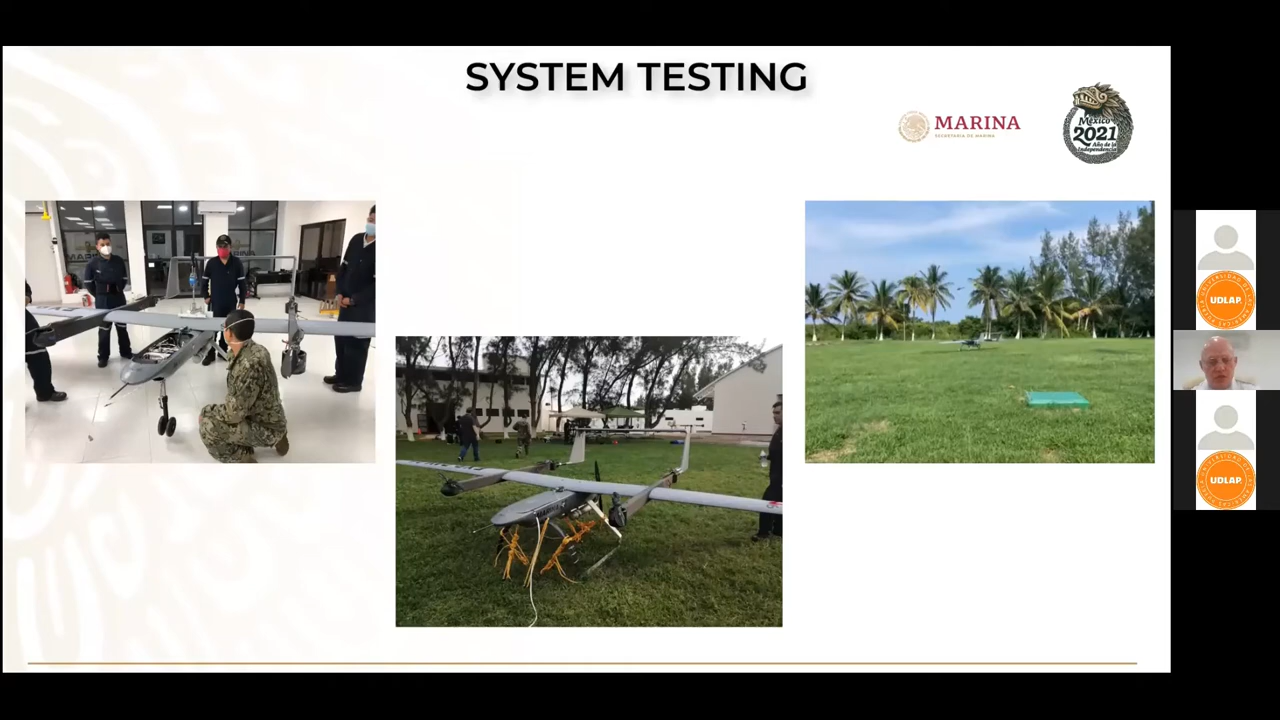 SYSTEM TESTING
MARINA
SECRETARÍA DE MARINA
México
2021
Año de la
Independencia
UDLAP
UDLAP